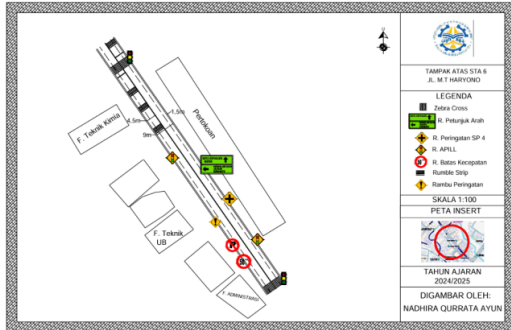 TAMPAK ATAS STA 6
JL. M.T HARYONO
LEGENDA
Zebra Cross
R. Petunjuk Arah
R. Peringatan SP 4
R. APILL
R. Batas Kecepatan
Rumble Strip
Rambu Peringatan
SKALA 1:100
PETA INSERT
TAHUN AJARAN
2024/2025
DIGAMBAR OLEH:
NADHIRA QURRATA AYUN
F. Teknik Kimia
4,5m
9m
1,5m
Pertokoan
F. Teknik
UB
F. ADMINISTRASI